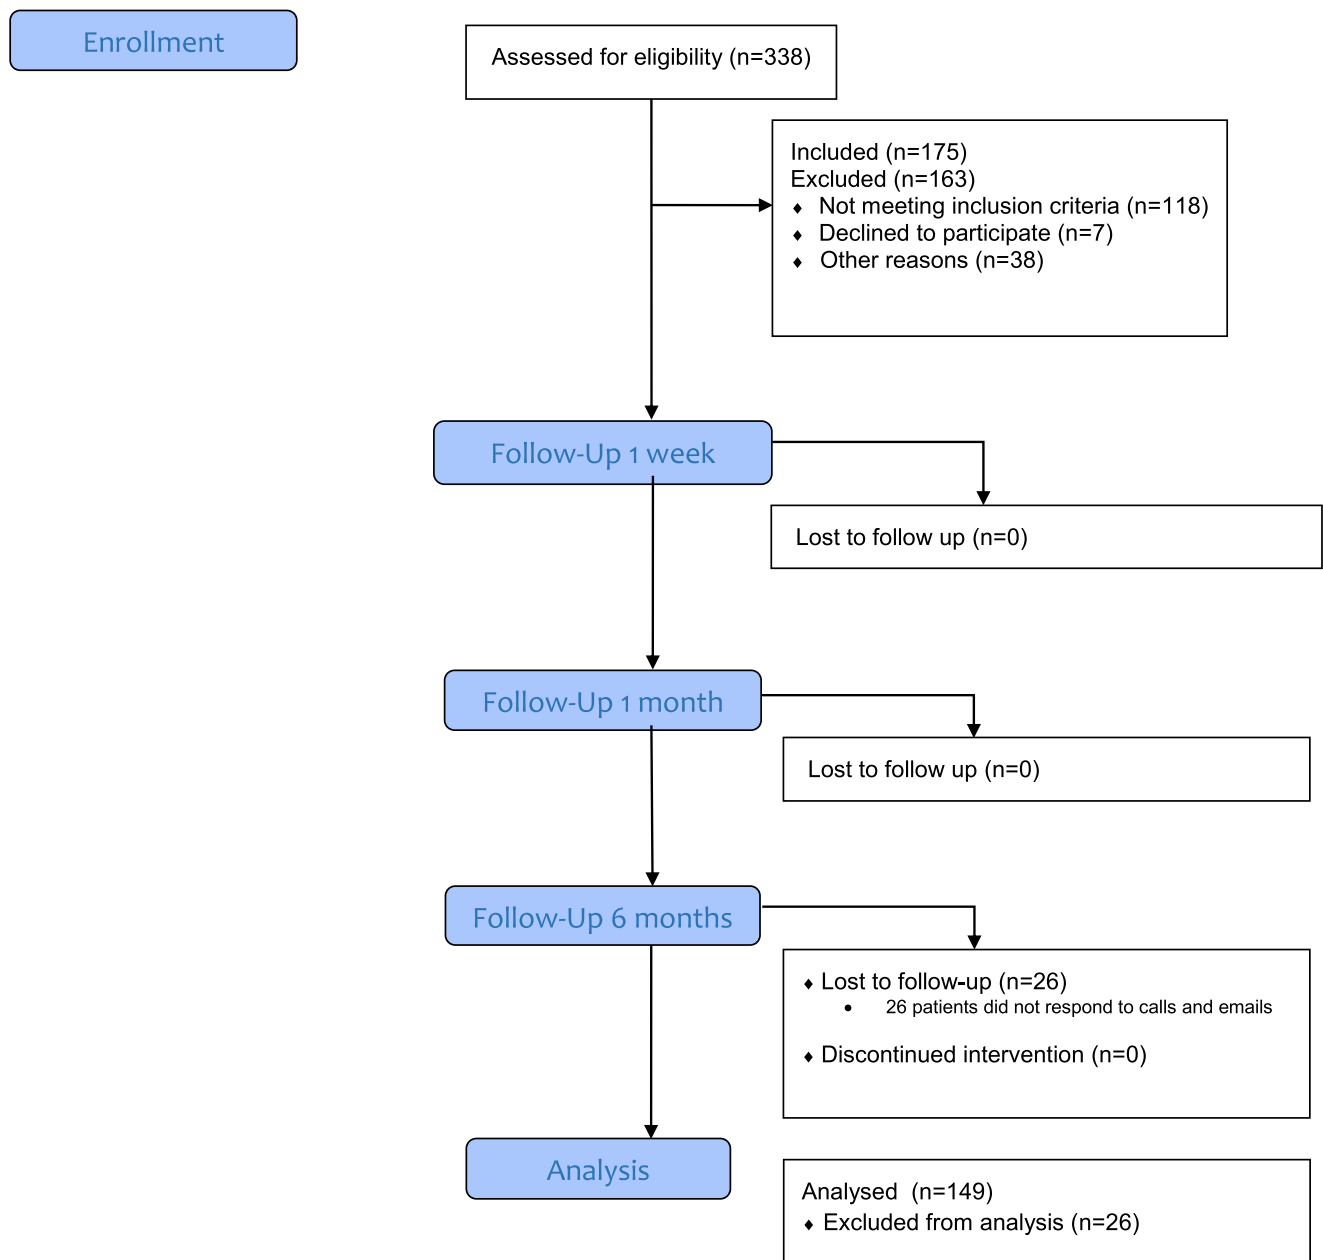 Enrollment
Assessed for eligibility (n=338)
Included (n=175)
Excluded (n=163)
♦ Not meeting inclusion criteria (n=118)
♦ Declined to participate (n=7)
♦ Other reasons (n=38)
Follow-Up 1 week
Lost to follow up (n=0)
Follow-Up 1 month
Lost to follow up (n=0)
Follow-Up 6 months
♦ Lost to follow-up (n=26)
• 26 patients did not respond to calls and emails
♦ Discontinued intervention (n=0)
Analysis
Analysed (n=149)
♦ Excluded from analysis (n=26)